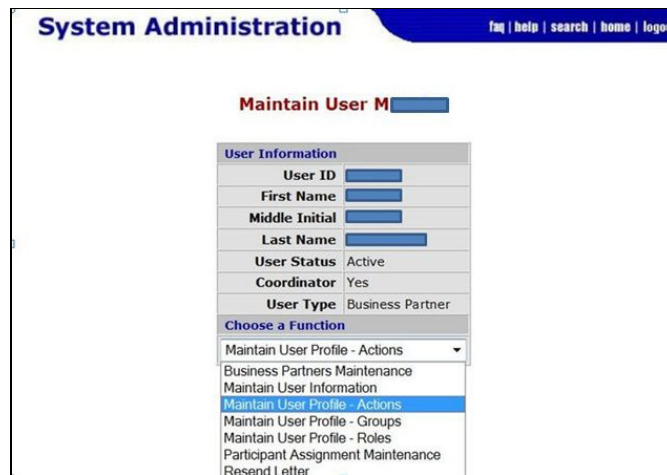 System Administration
faq | help | search | home | logou
Maintain User M
User Information
User ID
First Name
Middle Initial
Last Name
User Status Active
Coordinator Yes
User Type Business Partner
Choose a Function
Maintain User Profile - Actions
Business Partners Maintenance
Maintain User Information
Maintain User Profile - Actions
Maintain User Profile - Groups
Maintain User Profile - Roles
Participant Assignment Maintenance
Resend Letter